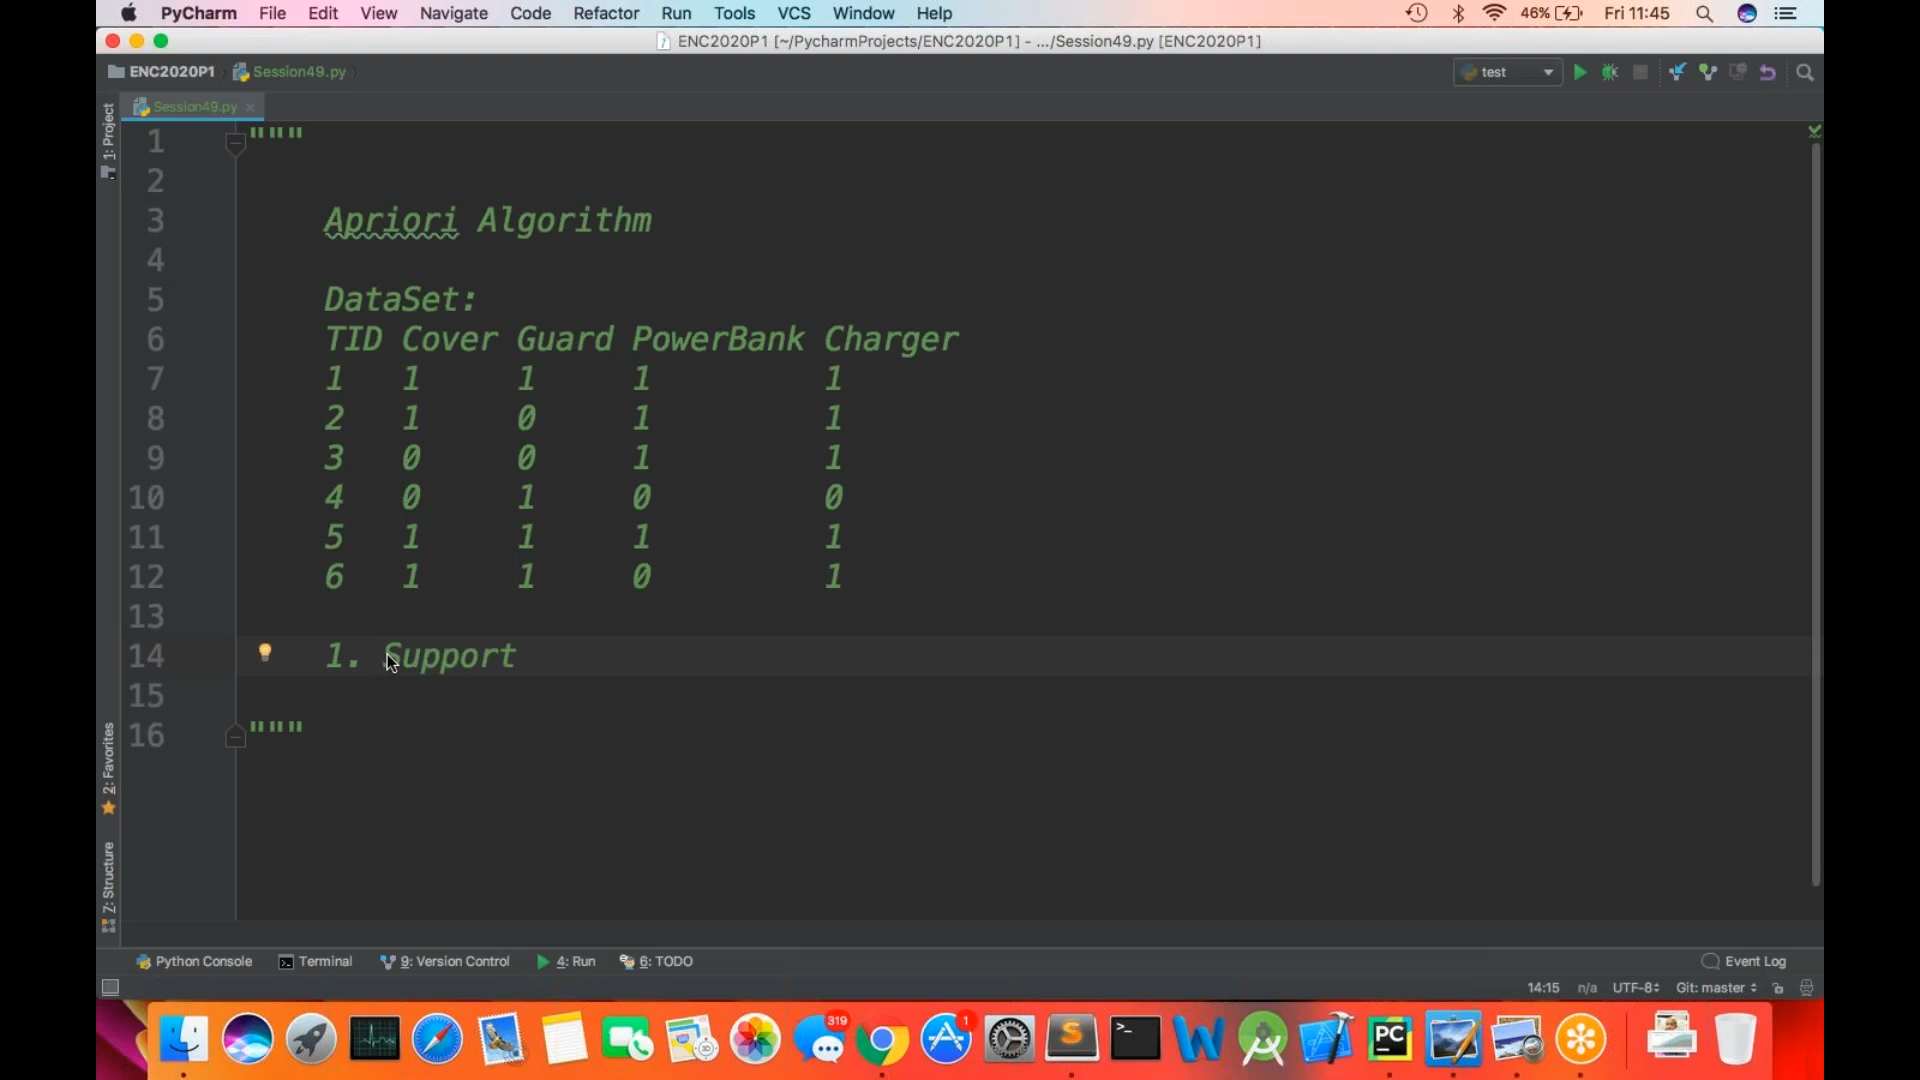 PyCharm File Edit View Navigate Code Refactor Run Tools VCS Window Help 46% Fri 11:45
ENC2020P1 [~/PycharmProjects/ENC2020P1] - .../Session49.py [ENC2020P1]
ENC2020P1 Session49.py test
Session49.py
1: Project
1 """
2
3 Apriori Algorithm
4
5 DataSet:
6 TID Cover Guard PowerBank Charger
7 1 1 1 1 1
8 2 1 0 1 1
9 3 0 0 1 1
10 4 0 1 0 0
11 5 1 1 1 1
12 6 1 1 0 1
13
14 1. Support
15
16 """
2: Favorites
Z: Structure
Python Console Terminal 9: Version Control 4: Run 6: TODO Event Log
14:15 n/a UTF-8 Git: master
319 1 S >_ W PC